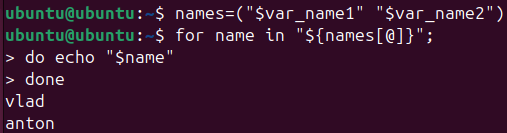 ubuntu@ubuntu:~$ names=("$var_name1" "$var_name2")
ubuntu@ubuntu:~$ for name in "${names[@]}";
> do echo "$name"
> done
vlad
anton